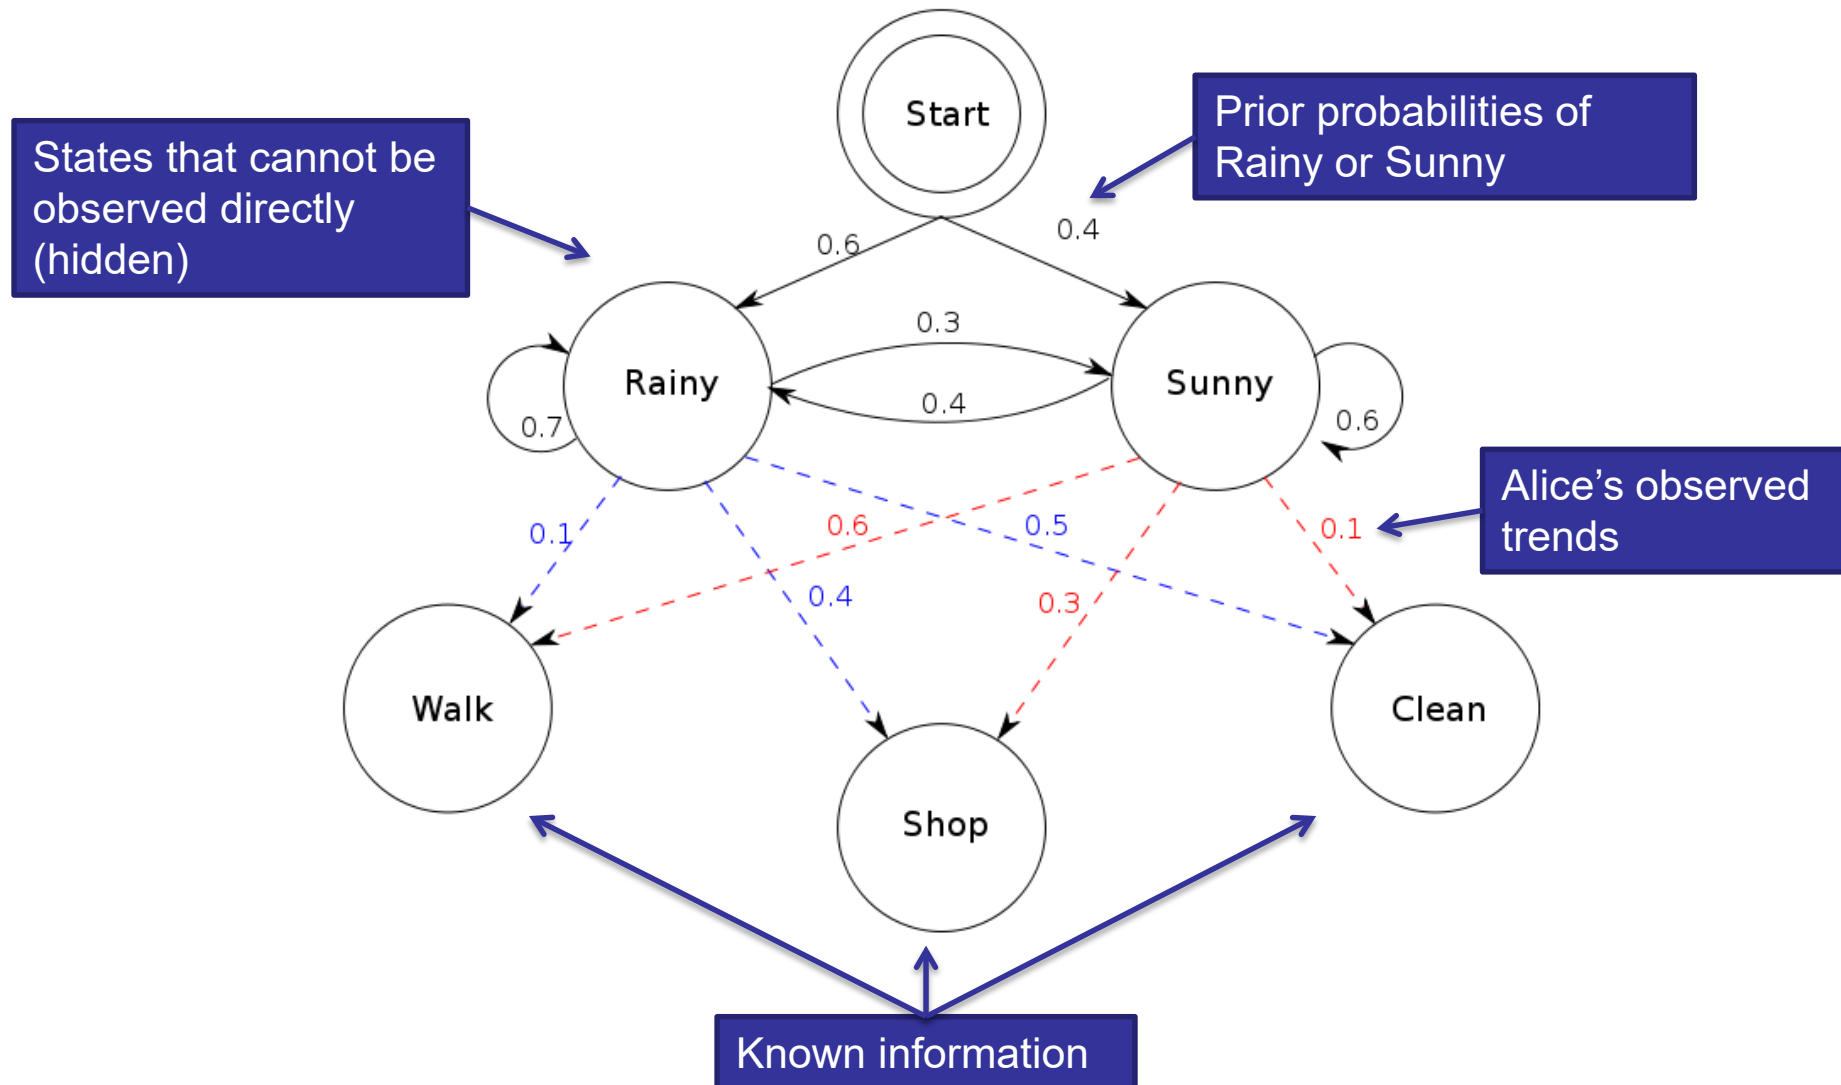 Start
Prior probabilities of
Rainy or Sunny
States that cannot be
observed directly
(hidden)
0.6
0.4
0.3
Rainy
Sunny
0.4
0.7
0.6
Alice’s observed
trends
0.1
0.6
0.5
0.1
0.4
0.3
Walk
Clean
Shop
Known information